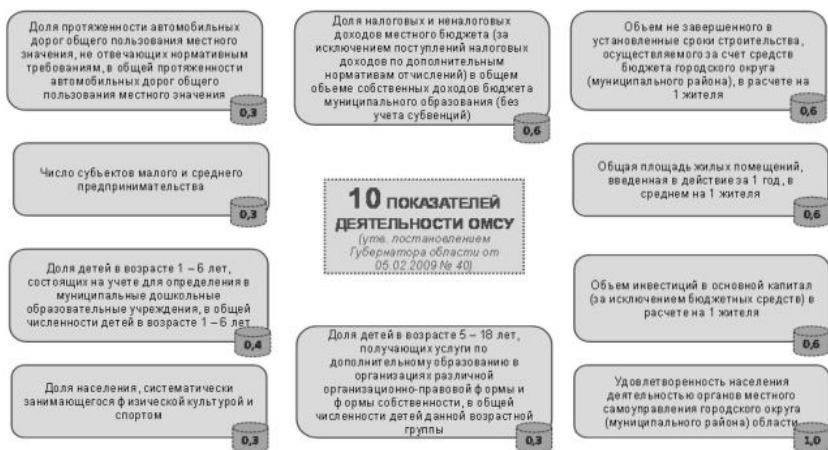 Доля протяженности автомобильных
дорог общего пользования местного
значения, не отвечающих нормативным
требованиям, в общей протяженности
автомобильных дорог общего
пользования местного значения
0,3
Доля налоговых и неналоговых
доходов местного бюджета (за
исключением поступлений налоговых
доходов по дополнительным
нормативам отчислений) в общем
объеме собственных доходов бюджета
муниципального образования (без
учета субвенций)
0,6
Объем не завершенного в
установленные сроки строительства,
осуществляемого за счет средств
бюджета городского округа
(муниципального района), в расчете на
1 жителя
0,6
Число субъектов малого и среднего
предпринимательства
0,3
10 ПОКАЗАТЕЛЕЙ
ДЕЯТЕЛЬНОСТИ ОМСУ
(утв. постановлением
Губернатора области от
05.02.2009 № 40)
Общая площадь жилых помещений,
введенная в действие за 1 год, в
среднем на 1 жителя
0,6
Доля детей в возрасте 1 – 6 лет,
состоящих на учете для определения в
муниципальные дошкольные
образовательные учреждения, в общей
численности детей в возрасте 1 – 6 лет
0,4
Объем инвестиций в основной капитал
(за исключением бюджетных средств) в
расчете на 1 жителя
0,6
Доля населения, систематически
занимающегося физической культурой и
спортом
0,3
Доля детей в возрасте 5 – 18 лет,
получающих услуги по
дополнительному образованию в
организациях различной
организационно-правовой формы и
формы собственности, в общей
численности детей данной возрастной
группы
0,3
Удовлетворенность населения
деятельностью органов местного
самоуправления городского округа
(муниципального района) области
1,0